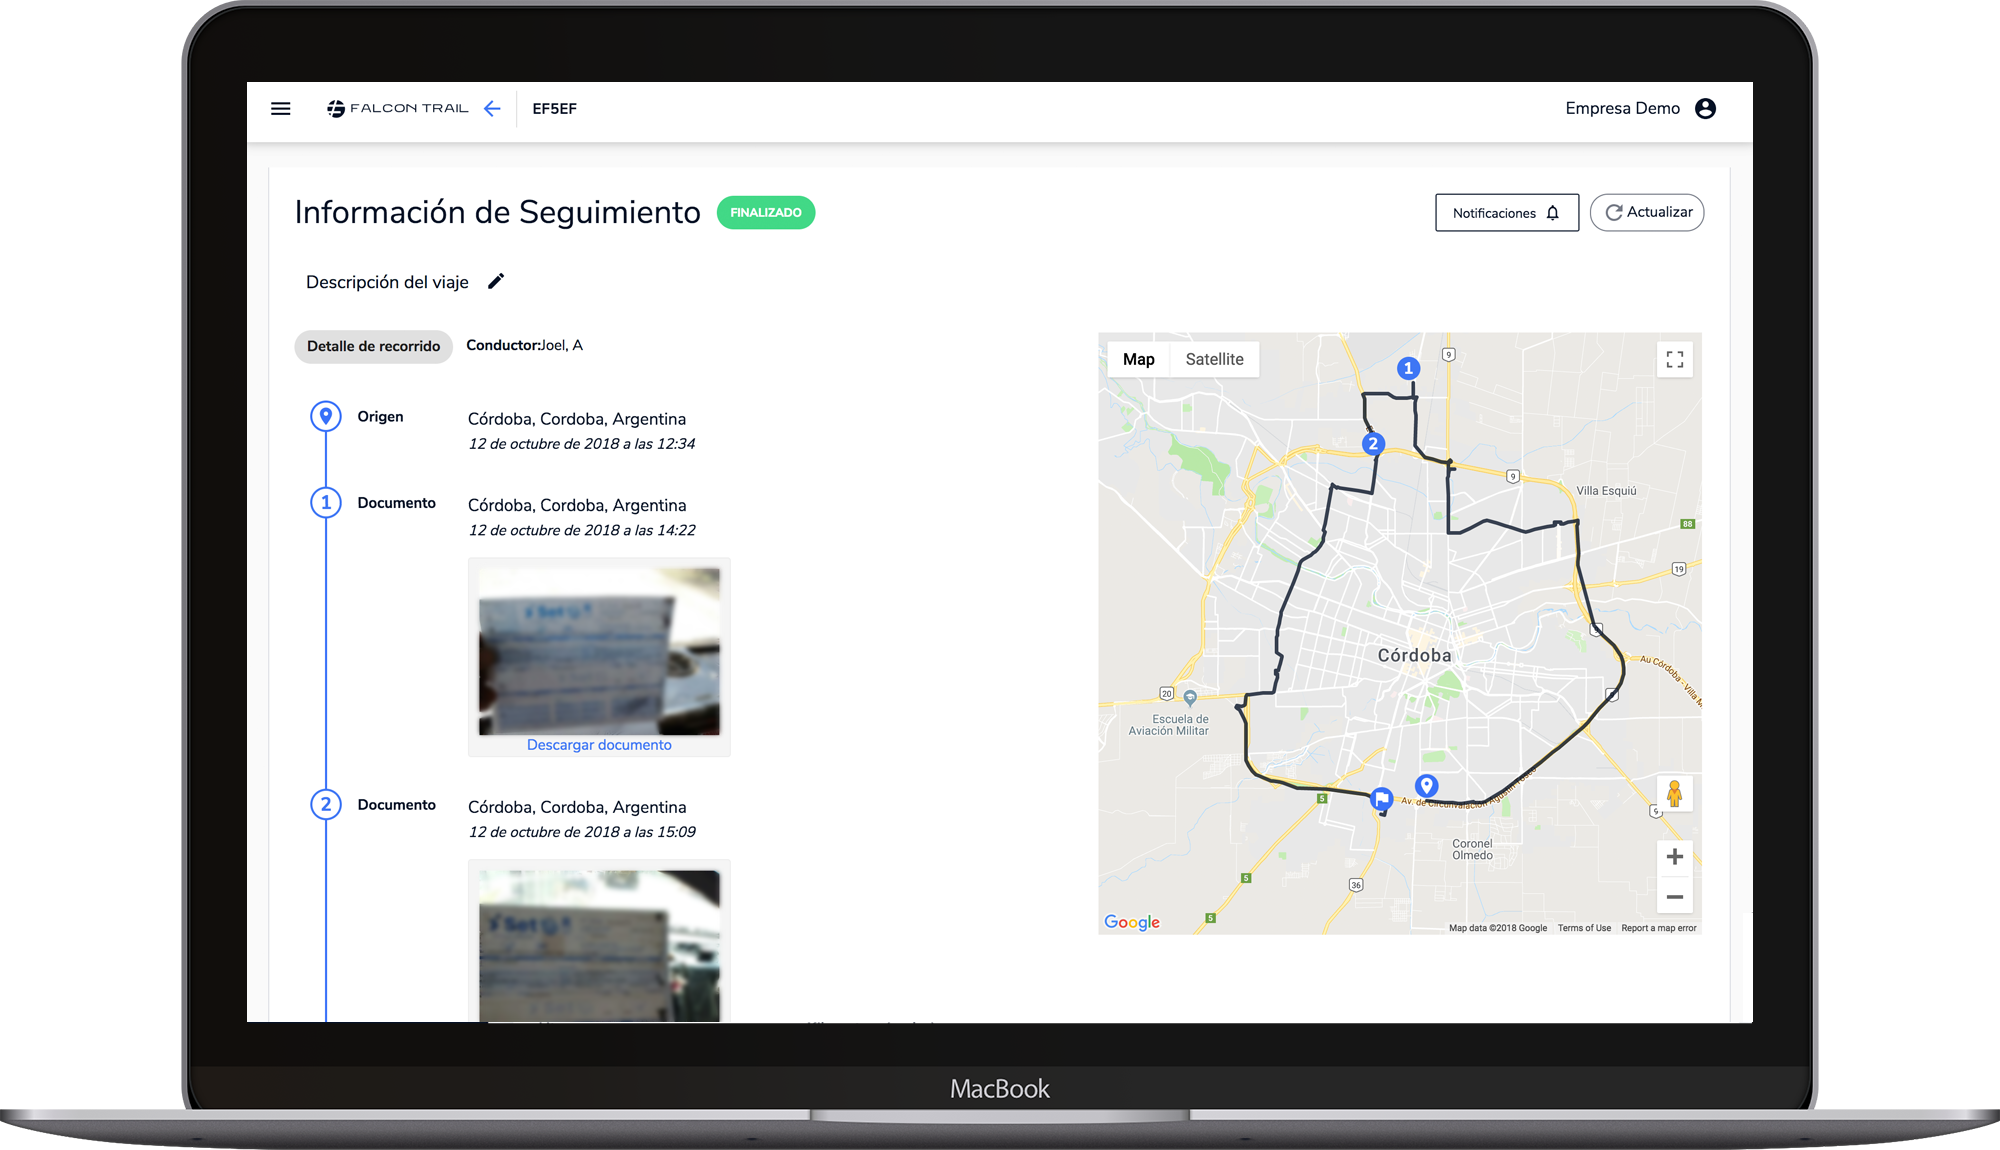 FALCON TRAIL
EF5EF
Empresa Demo
Información de Seguimiento
FINALIZADO
Notificaciones
Actualizar
Descripción del viaje
Detalle de recorrido
Conductor:Joel, A
Origen
Córdoba, Cordoba, Argentina
12 de octubre de 2018 a las 12:34
1
Documento
Córdoba, Cordoba, Argentina
12 de octubre de 2018 a las 14:22
Descargar documento
2
Documento
Córdoba, Cordoba, Argentina
12 de octubre de 2018 a las 15:09
Map
Satellite
1
9
2
9
Villa Esquiú
88
19
Córdoba
Au Córdoba - Villa M
20
Escuela de
Aviación Militar
5
Av. de Circunvalación Agustín Tosco
9
Coronel
Olmedo
5
36
5
Google
Map data ©2018 Google
Terms of Use
Report a map error
MacBook